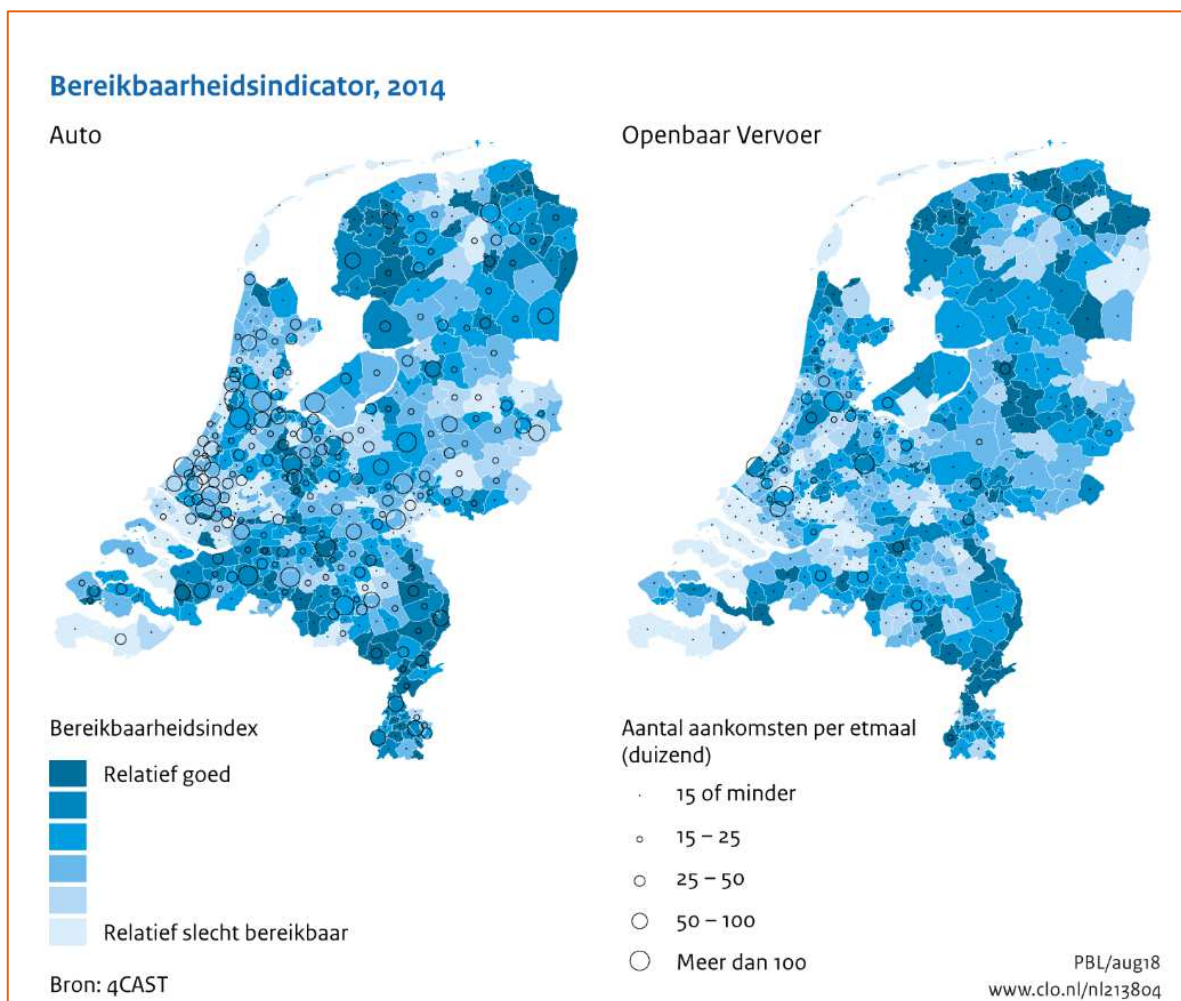 Bereikbaarheidsindicator, 2014
Auto
Openbaar Vervoer
Bereikbaarheidsindex
Relatief goed
Relatief slecht bereikbaar
Bron: 4CAST
Aantal aankomsten per etmaal
(duizend)
15 of minder
15 – 25
25 – 50
50 – 100
Meer dan 100
PBL/aug18
www.clo.nl/nl213804